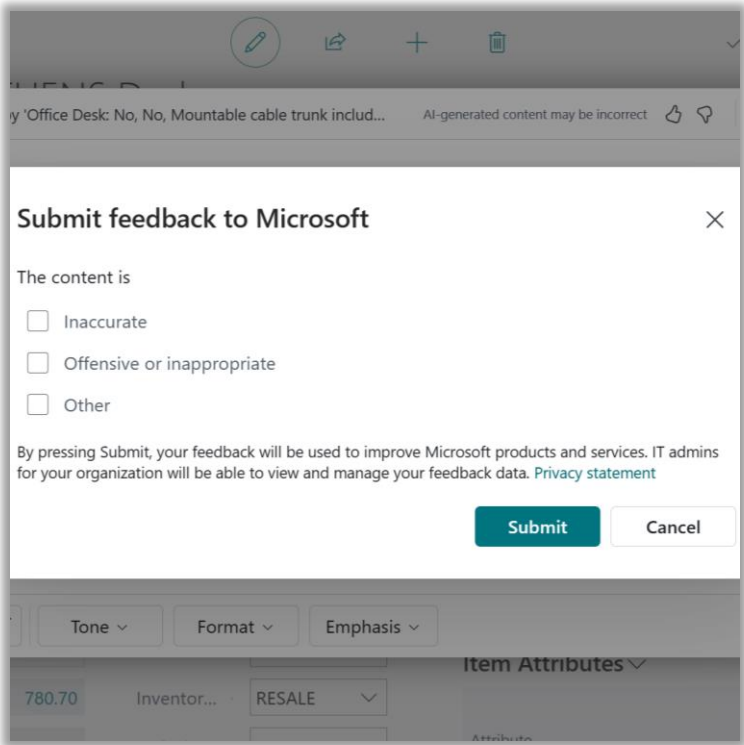 y 'Office Desk: No, No, Mountable cable trunk includ...
AI-generated content may be incorrect
Submit feedback to Microsoft
The content is
Inaccurate
Offensive or inappropriate
Other
By pressing Submit, your feedback will be used to improve Microsoft products and services. IT admins
for your organization will be able to view and manage your feedback data. Privacy statement
Submit
Cancel
Tone
Format
Emphasis
Item Attributes
780.70
Inventor...
RESALE
Attribute